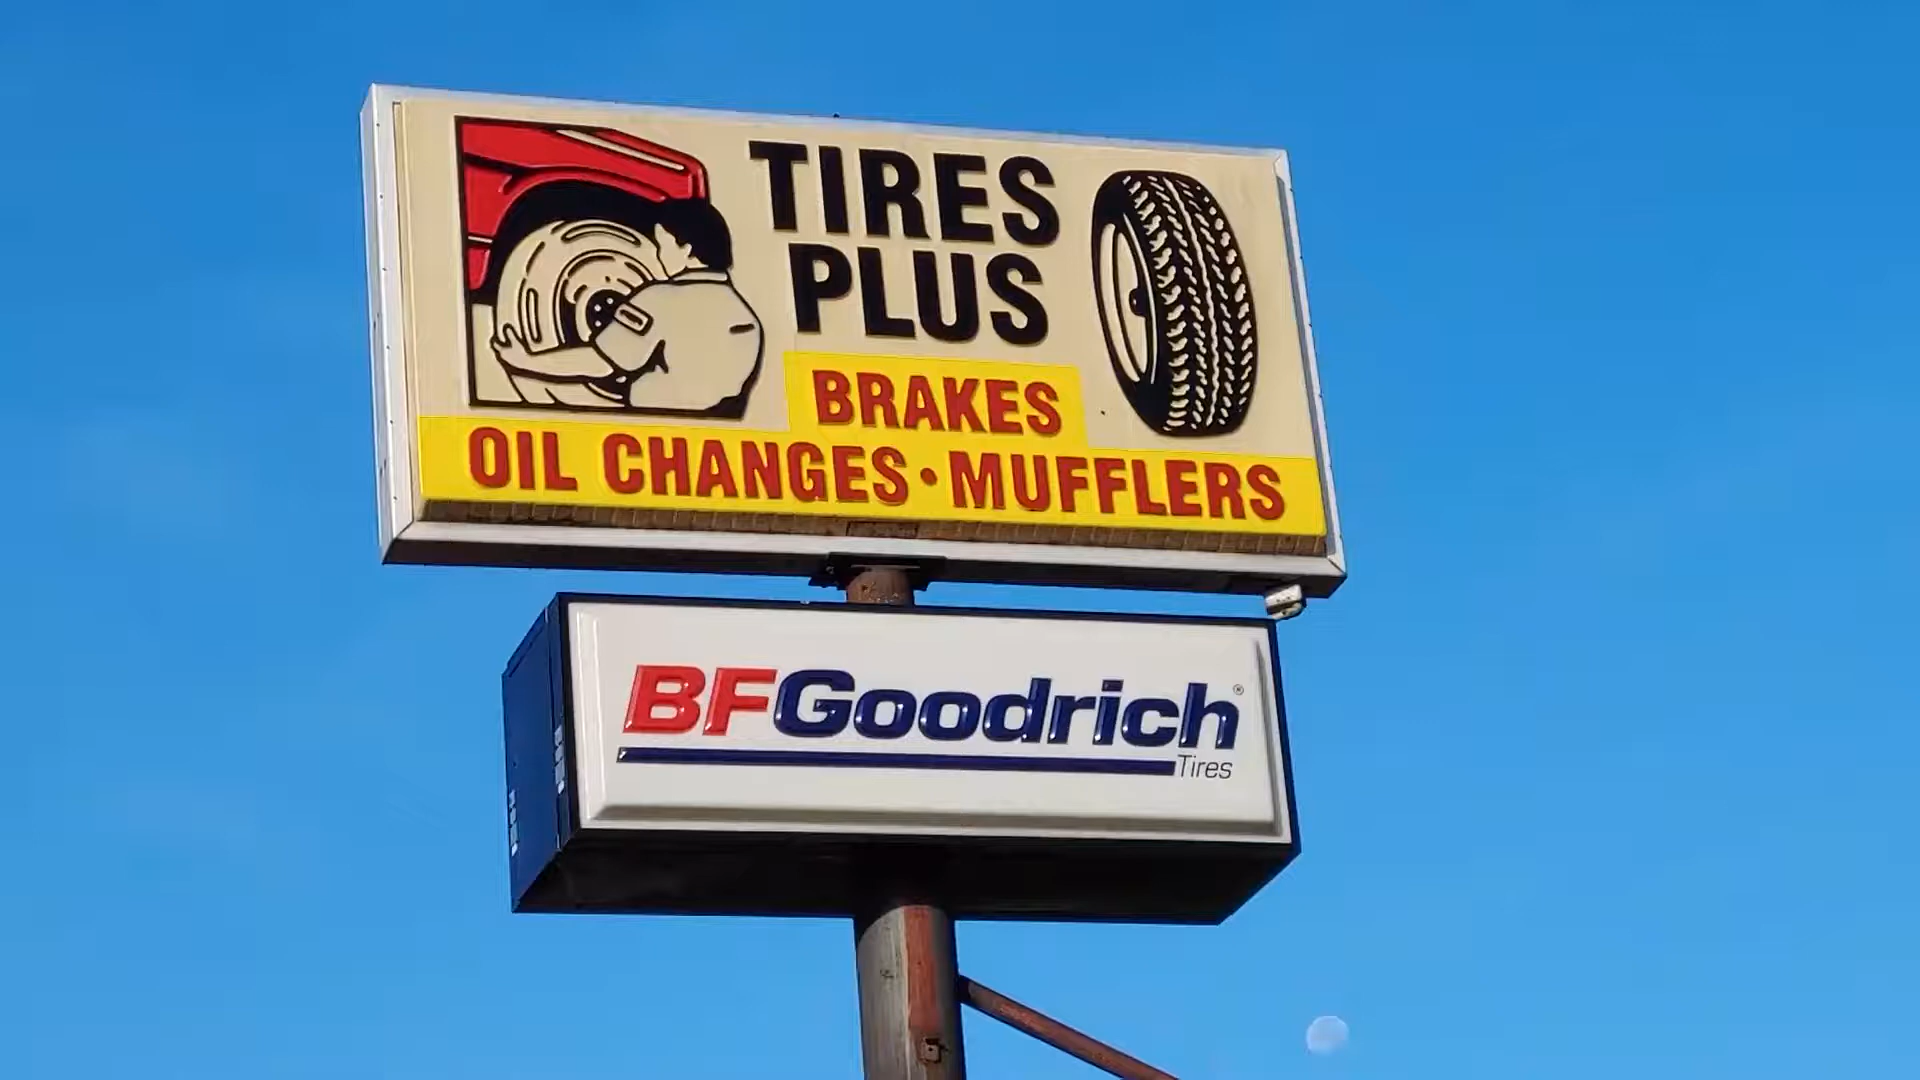 TIRES
PLUS
BRAKES
OIL CHANGES • MUFFLERS
BFGoodrich®
Tires